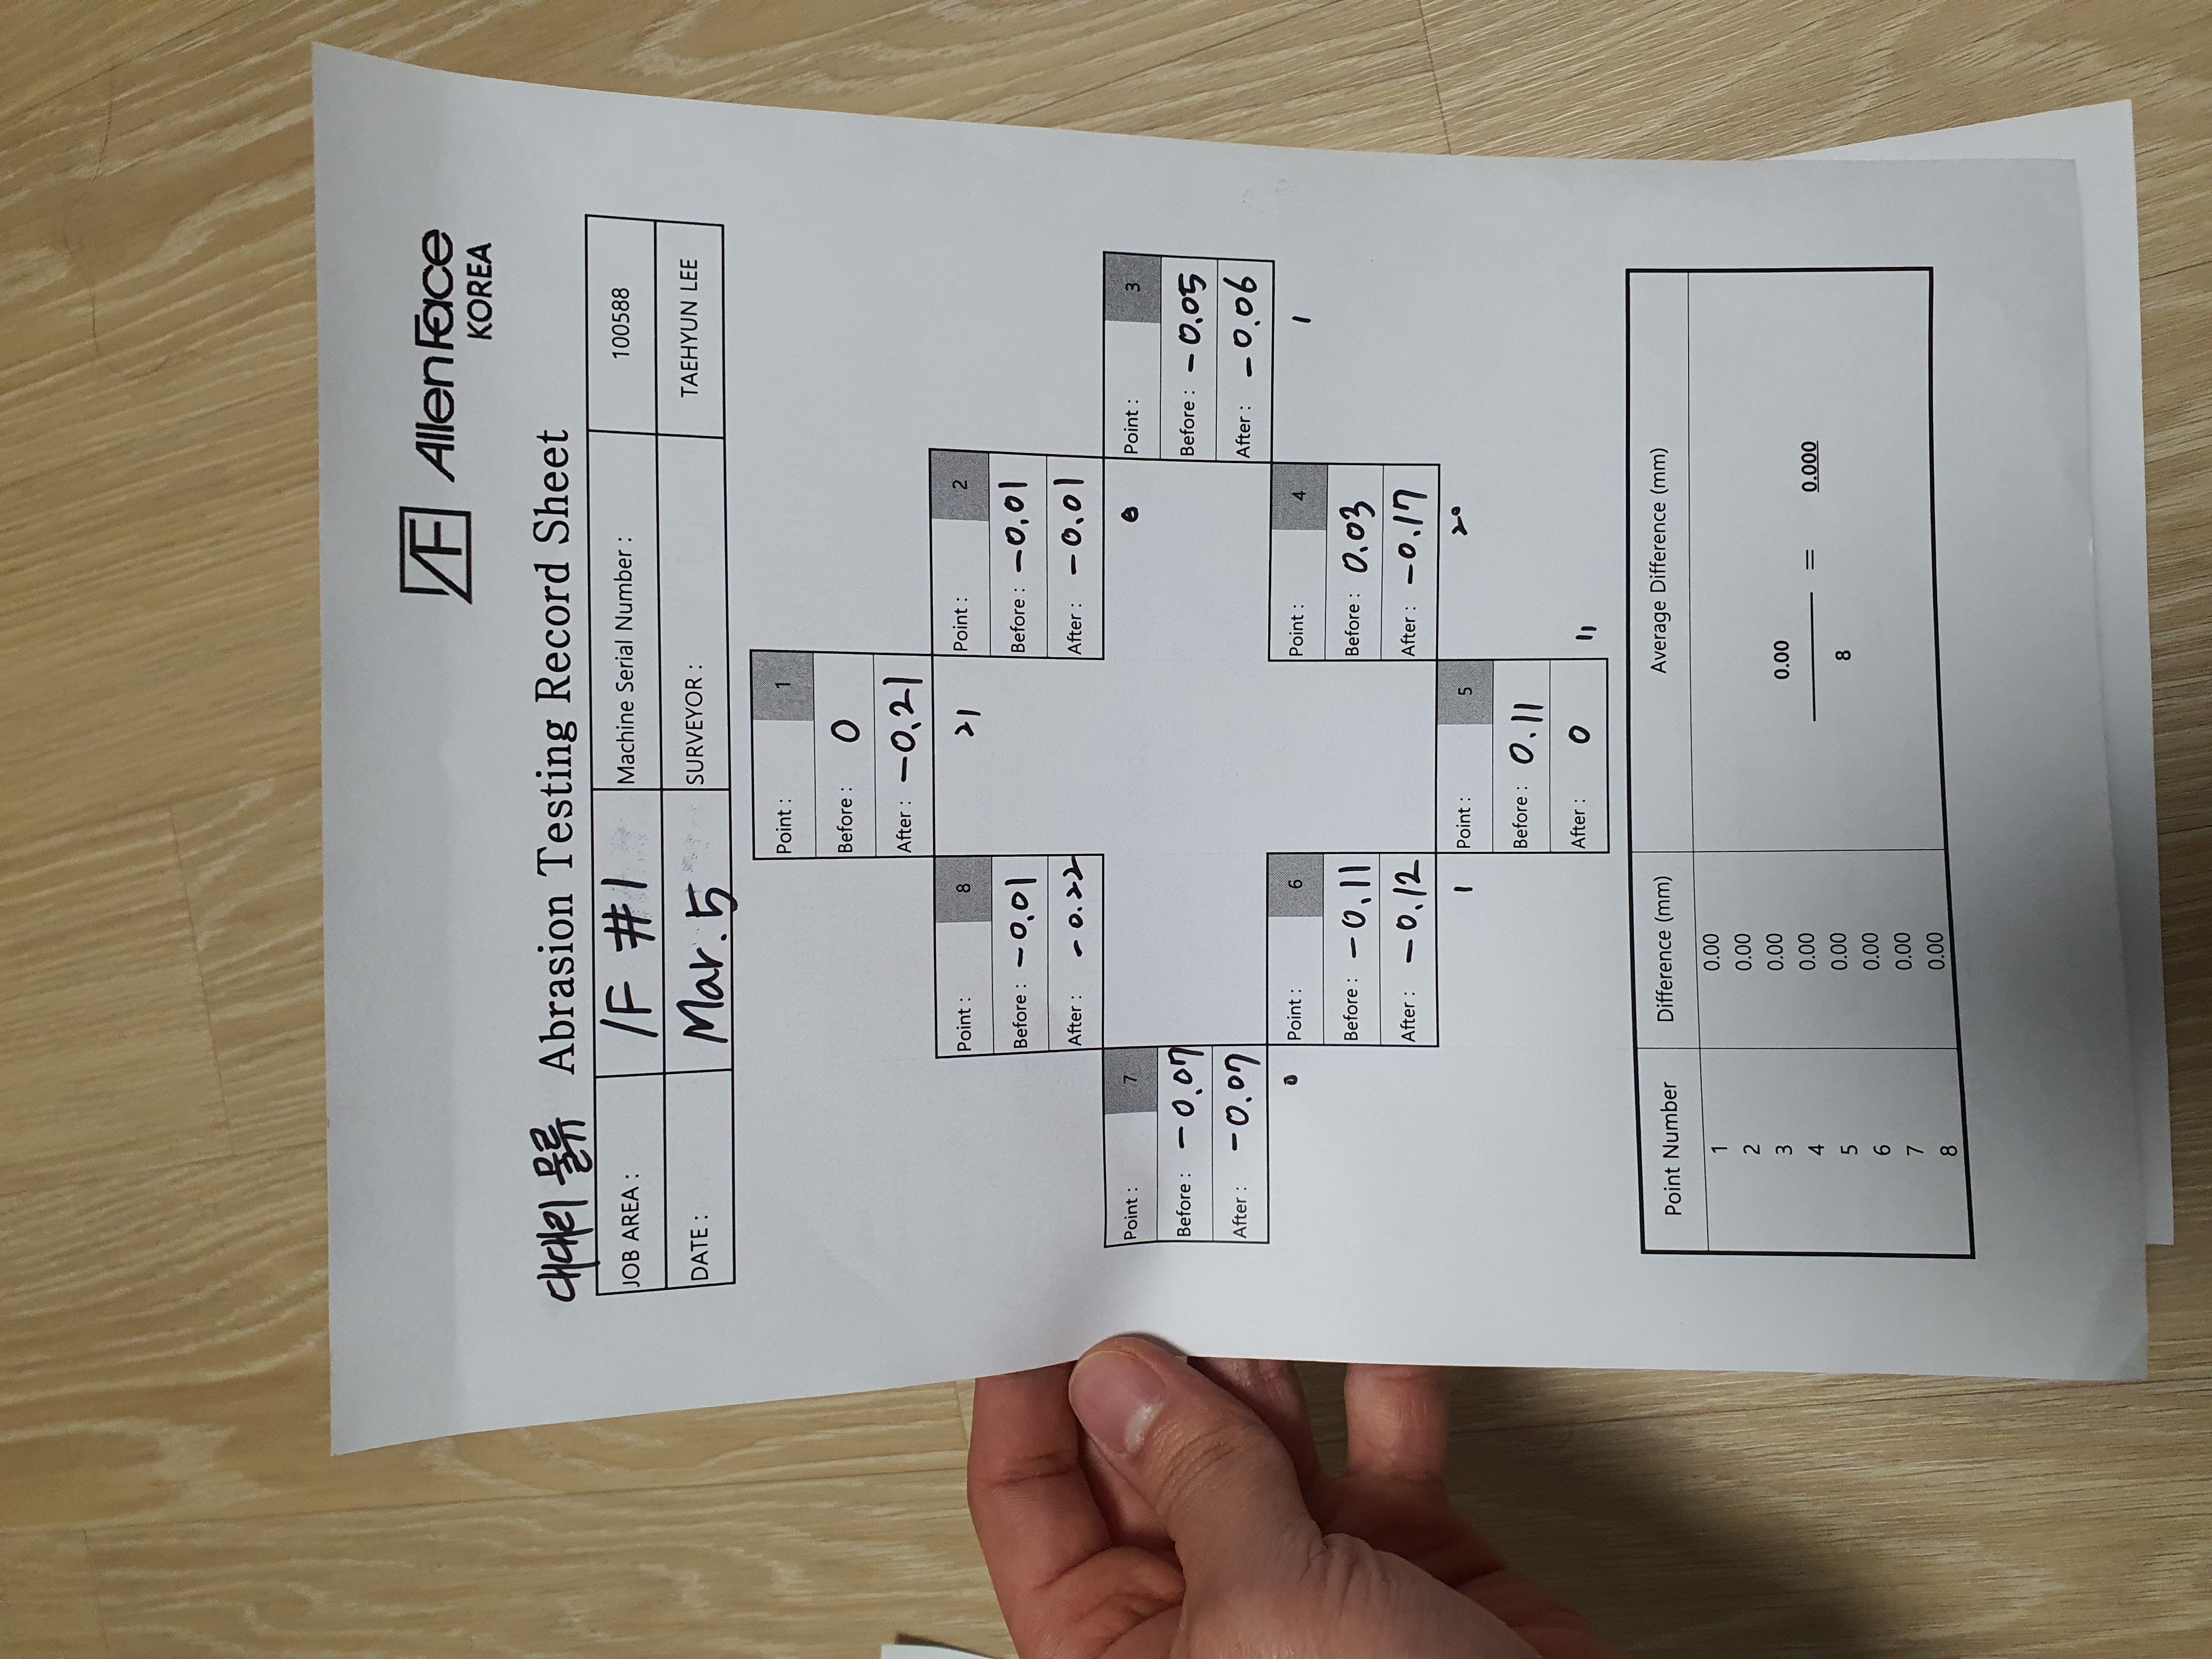 AF AllenFace
KOREA
대대리 물류 Abrasion Testing Record Sheet
JOB AREA : 1F #1 Machine Serial Number : 100588
DATE : Mar. 5 SURVEYOR : TAEHYUN LEE
Point : 1
Before : 0
After : -0.21
21
Point : 8
Before : -0.01
After : -0.22
Point : 2
Before : -0.01
After : -0.01
0
Point : 7
Before : -0.07
After : -0.07
0
Point : 3
Before : -0.05
After : -0.06
1
Point : 6
Before : -0.11
After : -0.12
1
Point : 4
Before : 0.03
After : -0.17
20
Point : 5
Before : 0.11
After : 0
11
Point Number Difference (mm) Average Difference (mm)
1 0.00
2 0.00
3 0.00
4 0.00
5 0.00
6 0.00
7 0.00
8 0.00
0.00
= 0.000
8